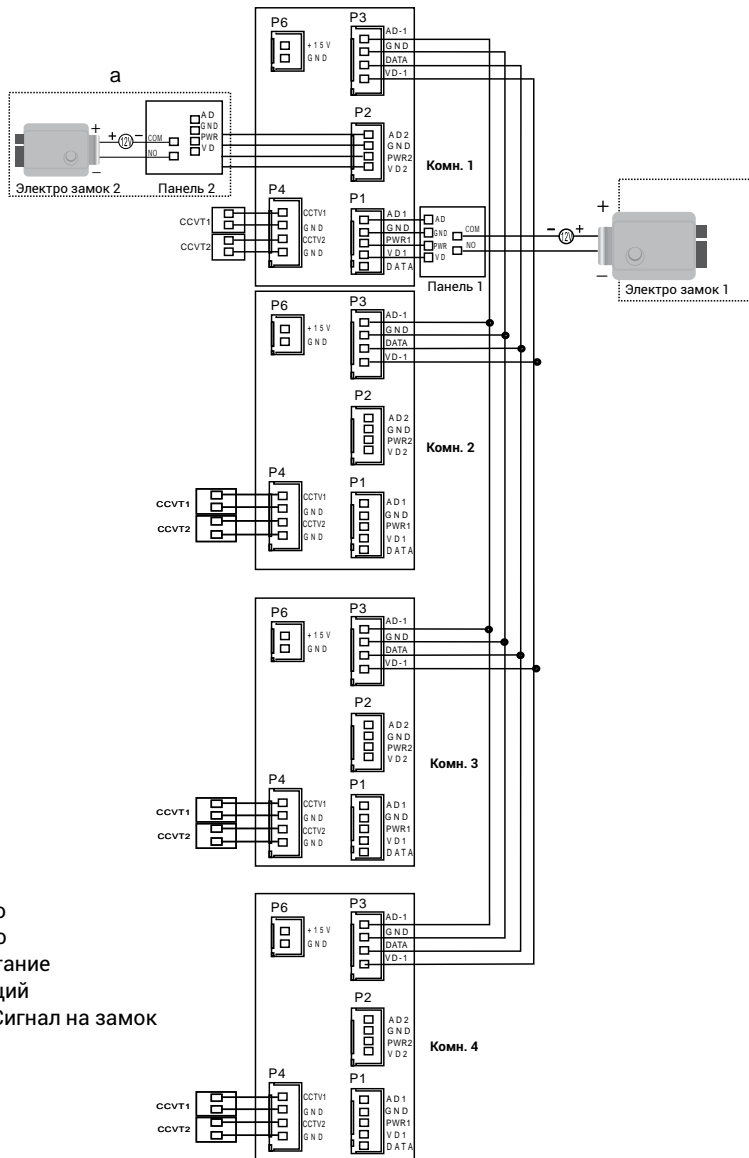 P6
+15V
GND
P3
AD-1
GND
DATA
VD-1
a
AD
GND
PWR
VD
COM
NO
+
+ 12V −
−
Электро замок 2
Панель 2
P2
AD2
GND
PWR2
VD2
Комн. 1
P4
CCTV1
GND
CCTV2
GND
CCVT1
CCVT2
P1
AD1
GND
PWR1
VD1
DATA
AD
GND
PWR
VD
COM
NO
Панель 1
− 12V +
+
−
Электро замок 1
P6
+15V
GND
P3
AD-1
GND
DATA
VD-1
P2
AD2
GND
PWR2
VD2
Комн. 2
P4
CCTV1
GND
CCTV2
GND
CCVT1
CCVT2
P1
AD1
GND
PWR1
VD1
DATA
P6
+15V
GND
P3
AD-1
GND
DATA
VD-1
P2
AD2
GND
PWR2
VD2
Комн. 3
P4
CCTV1
GND
CCTV2
GND
CCVT1
CCVT2
P1
AD1
GND
PWR1
VD1
DATA
о
о
тание
ций
Сигнал на замок
P6
+15V
GND
P3
AD-1
GND
DATA
VD-1
P2
AD2
GND
PWR2
VD2
Комн. 4
P4
CCTV1
GND
CCTV2
GND
CCVT1
CCVT2
P1
AD1
GND
PWR1
VD1
DATA